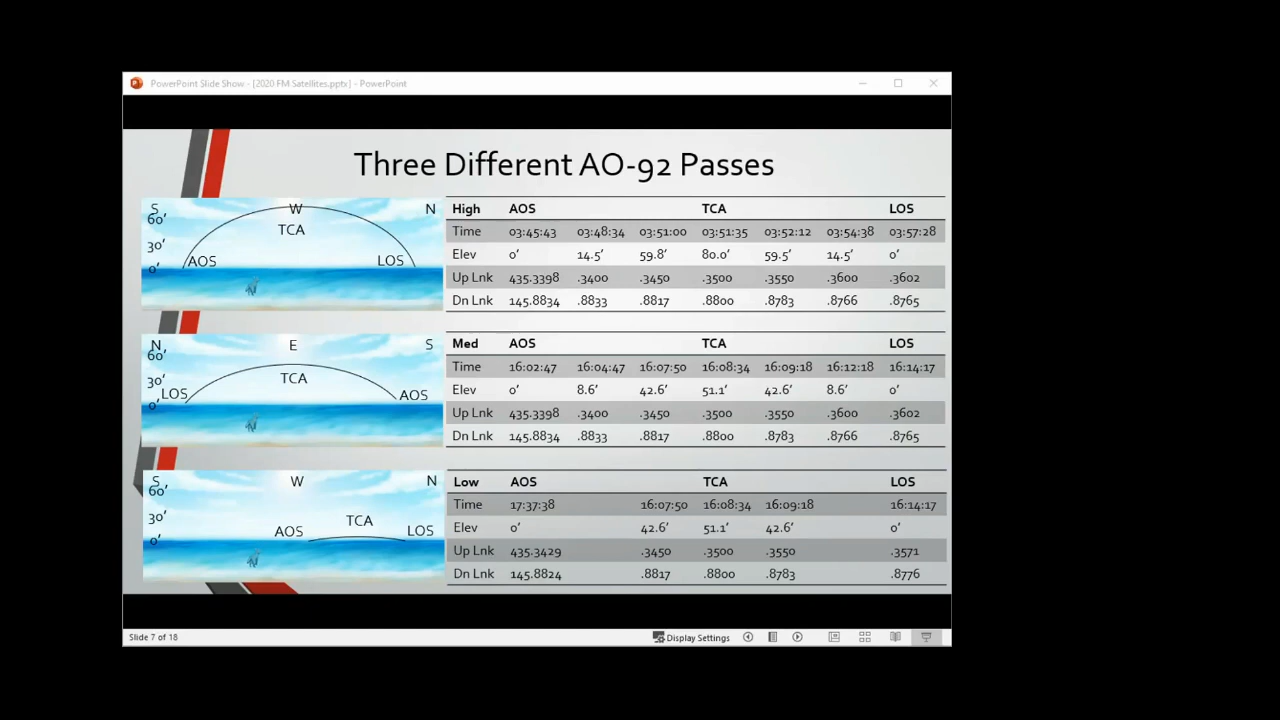 PowerPoint Slide Show - [2020 FM Satellites.pptx] - PowerPoint
Three Different AO-92 Passes
S W N
60'
TCA
30'
AOS LOS
0'
High AOS TCA LOS
Time 03:45:43 03:48:34 03:51:00 03:51:35 03:52:12 03:54:38 03:57:28
Elev 0' 14.5' 59.8' 80.0' 59.5' 14.5' 0'
Up Lnk 435.3398 .3400 .3450 .3500 .3550 .3600 .3602
Dn Lnk 145.8834 .8833 .8817 .8800 .8783 .8766 .8765
N E S
60'
30' TCA
LOS AOS
0'
Med AOS TCA LOS
Time 16:02:47 16:04:47 16:07:50 16:08:34 16:09:18 16:12:18 16:14:17
Elev 0' 8.6' 42.6' 51.1' 42.6' 8.6' 0'
Up Lnk 435.3398 .3400 .3450 .3500 .3550 .3600 .3602
Dn Lnk 145.8834 .8833 .8817 .8800 .8783 .8766 .8765
S W N
60'
30' TCA
AOS LOS
0'
Low AOS TCA LOS
Time 17:37:38 16:07:50 16:08:34 16:09:18 16:14:17
Elev 0' 42.6' 51.1' 42.6' 0'
Up Lnk 435.3429 .3450 .3500 .3550 .3571
Dn Lnk 145.8824 .8817 .8800 .8783 .8776
Slide 7 of 18
Display Settings